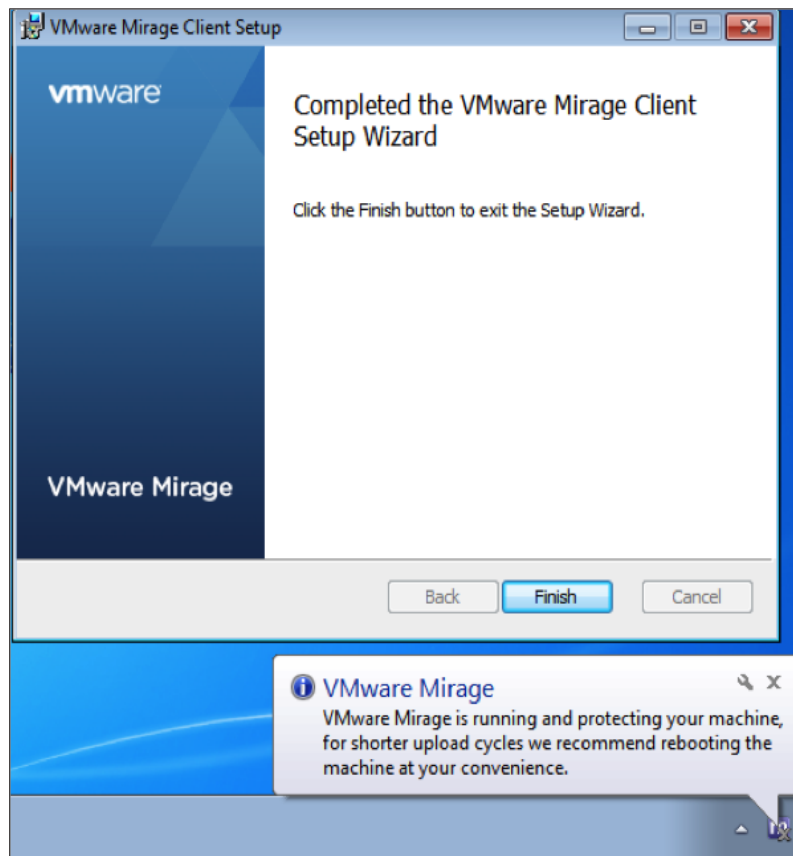 VMware Mirage Client Setup
vmware
Completed the VMware Mirage Client
Setup Wizard
Click the Finish button to exit the Setup Wizard.
VMware Mirage
Back
Finish
Cancel
VMware Mirage
VMware Mirage is running and protecting your machine,
for shorter upload cycles we recommend rebooting the
machine at your convenience.